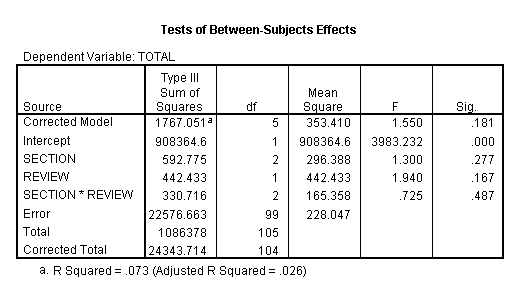 Tests of Between-Subjects Effects
Dependent Variable: TOTAL
Source Type III Sum of Squares df Mean Square F Sig.
Corrected Model 1767.051a 5 353.410 1.550 .181
Intercept 908364.6 1 908364.6 3983.232 .000
SECTION 592.775 2 296.388 1.300 .277
REVIEW 442.433 1 442.433 1.940 .167
SECTION * REVIEW 330.716 2 165.358 .725 .487
Error 22576.663 99 228.047
Total 1086378 105
Corrected Total 24343.714 104
a. R Squared = .073 (Adjusted R Squared = .026)